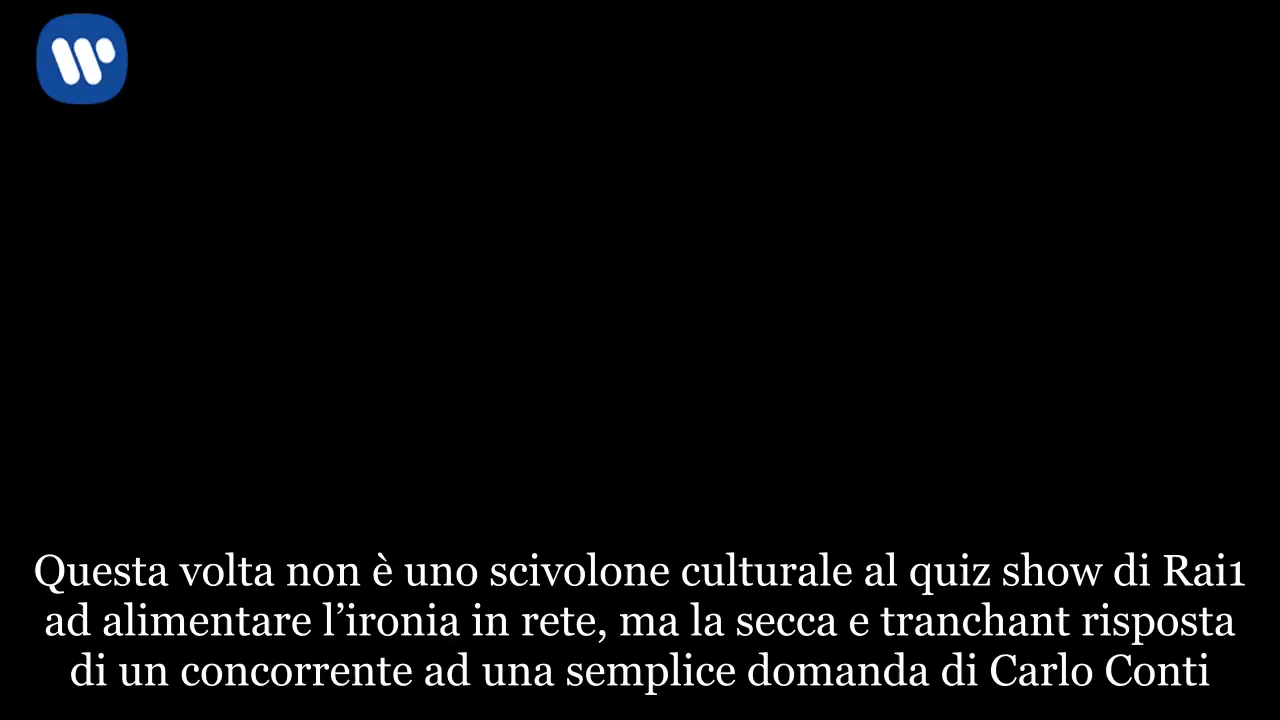 Questa volta non è uno scivolone culturale al quiz show di Rai1
ad alimentare l’ironia in rete, ma la secca e tranchant risposta
di un concorrente ad una semplice domanda di Carlo Conti